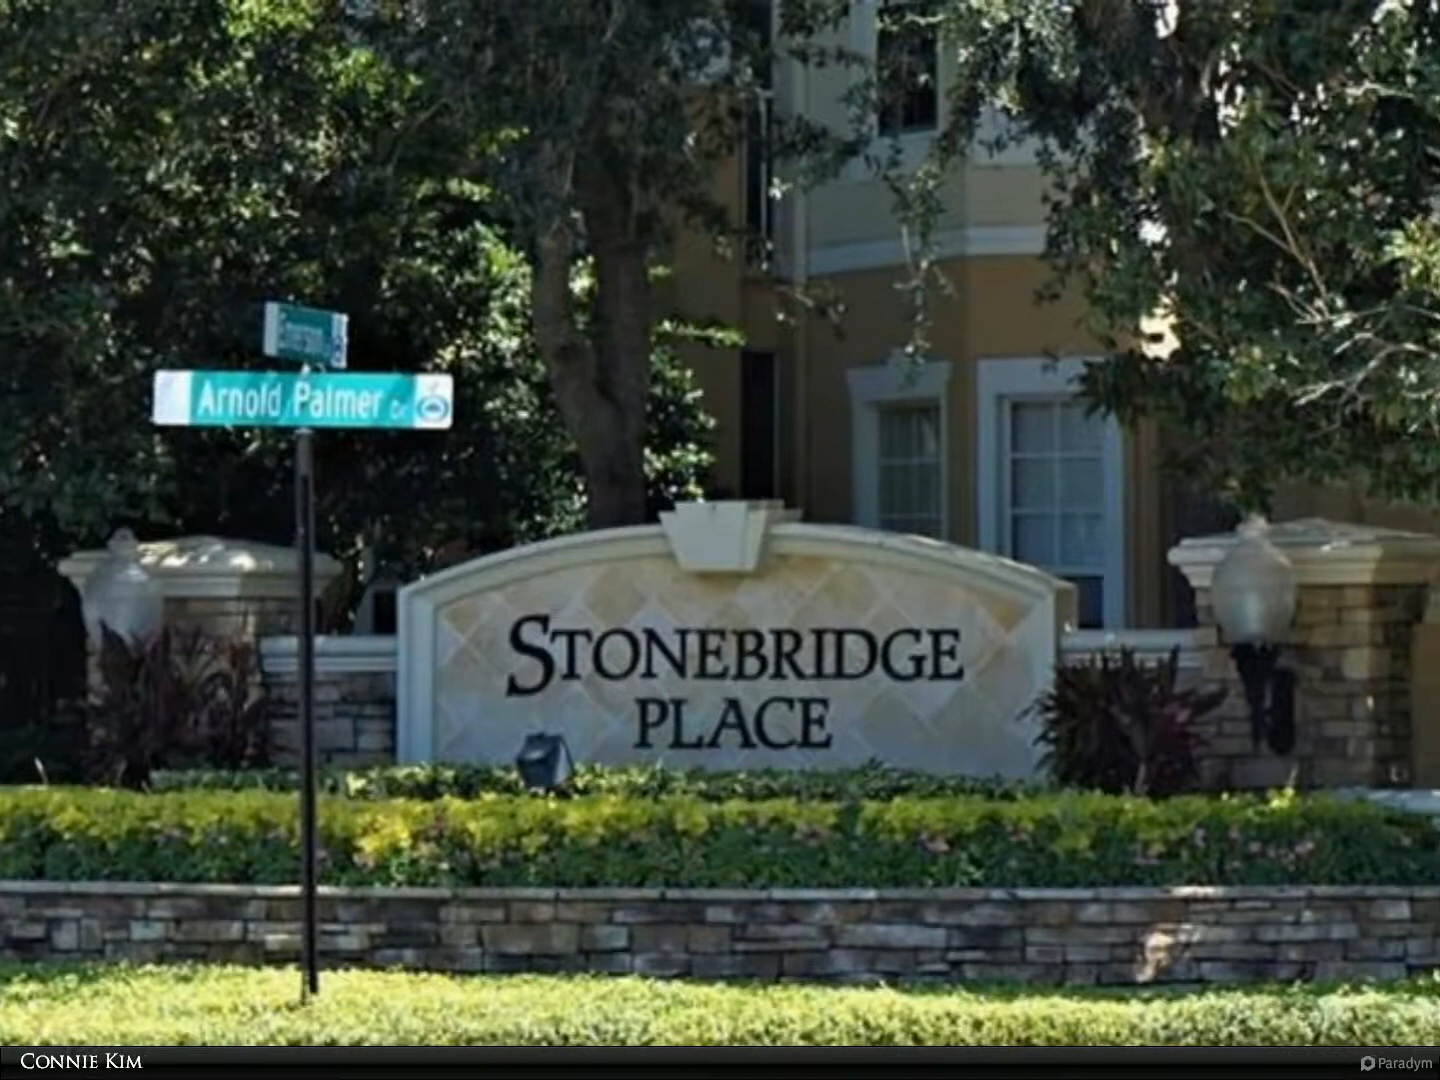 Arnold Palmer Dr
STONEBRIDGE
PLACE
CONNIE KIM
Paradym